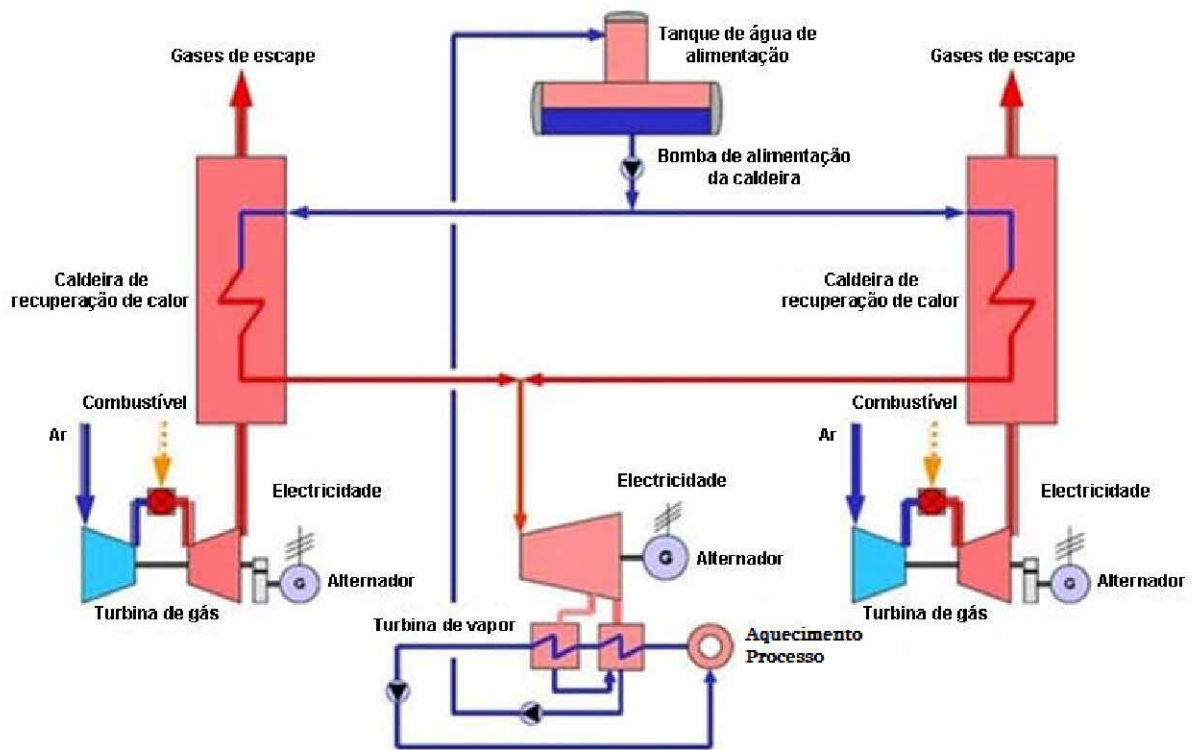 Tanque de água de
alimentação
Gases de escape
Gases de escape
Bomba de alimentação
da caldeira
Caldeira de
recuperação de calor
Caldeira de
recuperação de calor
Combustível
Ar
Electricidade
G
Alternador
Turbina de gás
Electricidade
G
Alternador
Turbina de vapor
Aquecimento
Processo
Combustível
Ar
Electricidade
G
Alternador
Turbina de gás